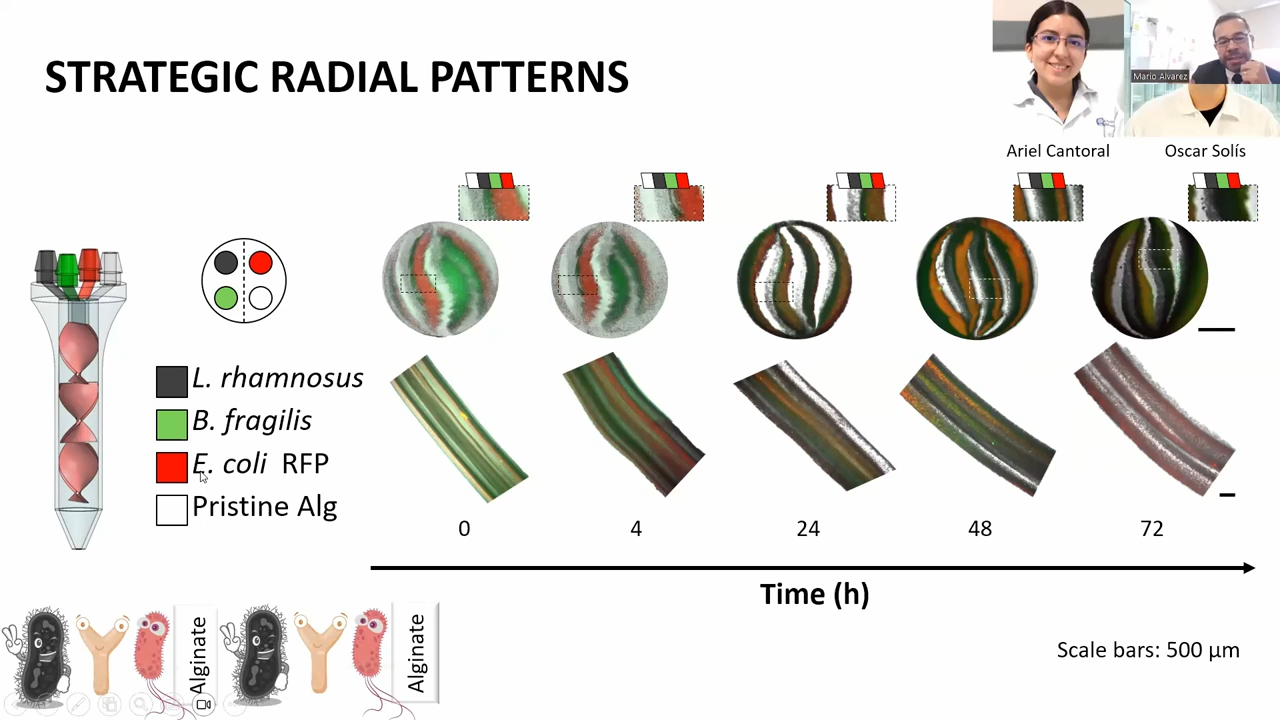 STRATEGIC RADIAL PATTERNS
Mario Alvarez
Ariel Cantoral
Oscar Solís
L. rhamnosus
B. fragilis
E. coli RFP
Pristine Alg
0
4
24
48
72
Time (h)
Alginate
Alginate
Scale bars: 500 µm